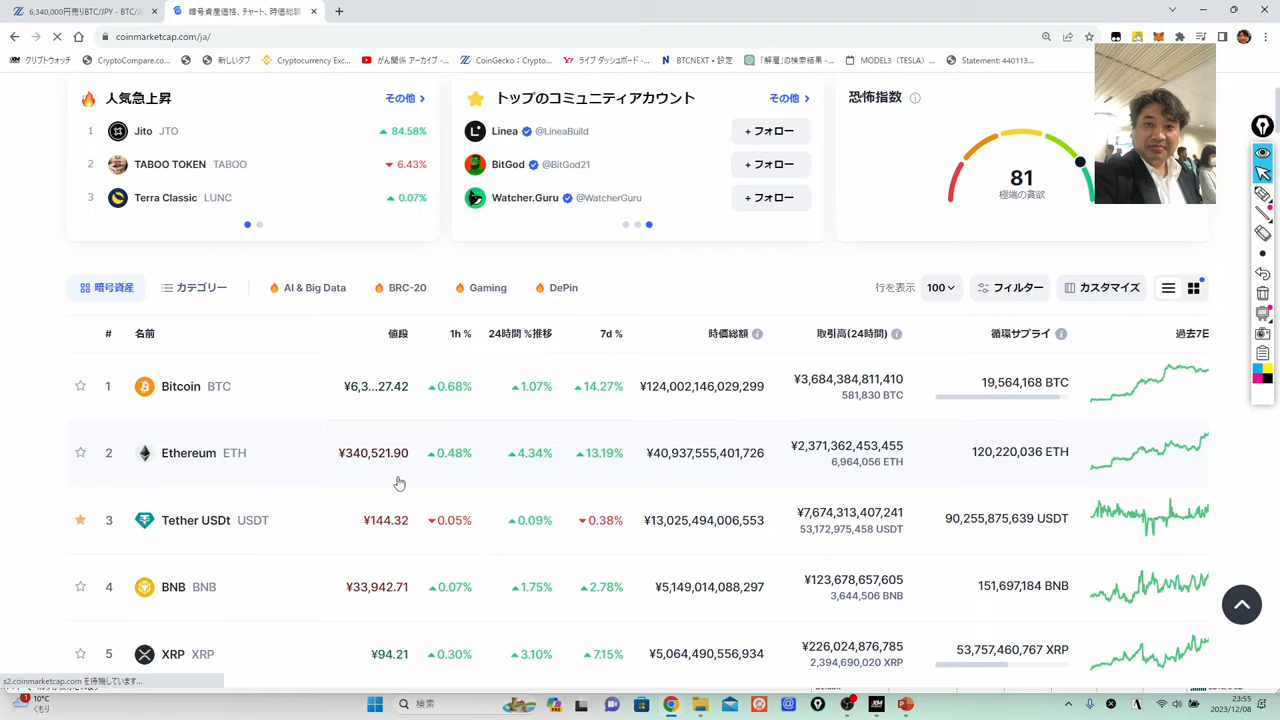 6,340,000円売りBTC/JPY - BTC/JP
暗号資産価格、チャート、時価総額
coinmarketcap.com/ja/
クリプトウォッチ
CryptoCompare.co...
新しいタブ
Cryptocurrency Exc...
がん関係 アーカイブ -...
CoinGecko：Crypto...
ライブ ダッシュボード -...
BTCNEXT • 設定
「解雇」の検索結果 -...
MODEL3（TESLA）...
Statement: 440113...
人気急上昇
その他
1 Jito JTO 84.58%
2 TABOO TOKEN TABOO 6.43%
3 Terra Classic LUNC 0.07%
トップのコミュニティアカウント
その他
Linea @LineaBuild + フォロー
BitGod @BitGod21 + フォロー
Watcher.Guru @WatcherGuru + フォロー
恐怖指数
81
極端の貪欲
暗号資産 カテゴリー AI & Big Data BRC-20 Gaming DePin 行を表示 100 フィルター カスタマイズ
# 名前 値段 1h % 24時間 %推移 7d % 時価総額 取引高(24時間) 循環サプライ 過去7日
1 Bitcoin BTC ¥6,3...27.42 0.68% 1.07% 14.27% ¥124,002,146,029,299 ¥3,684,384,811,410 19,564,168 BTC
581,830 BTC
2 Ethereum ETH ¥340,521.90 0.48% 4.34% 13.19% ¥40,937,555,401,726 ¥2,371,362,453,455 120,220,036 ETH
6,964,056 ETH
3 Tether USDt USDT ¥144.32 0.05% 0.09% 0.38% ¥13,025,494,006,553 ¥7,674,313,407,241 90,255,875,639 USDT
53,172,975,458 USDT
4 BNB BNB ¥33,942.71 0.07% 1.75% 2.78% ¥5,149,014,088,297 ¥123,678,657,605 151,697,184 BNB
3,644,506 BNB
5 XRP XRP ¥94.21 0.30% 3.10% 7.15% ¥5,064,490,556,934 ¥226,024,876,785 53,757,460,767 XRP
2,394,690,020 XRP
s2.coinmarketcap.com を待機しています...
10°C
くもり
検索
23:55
2023/12/08